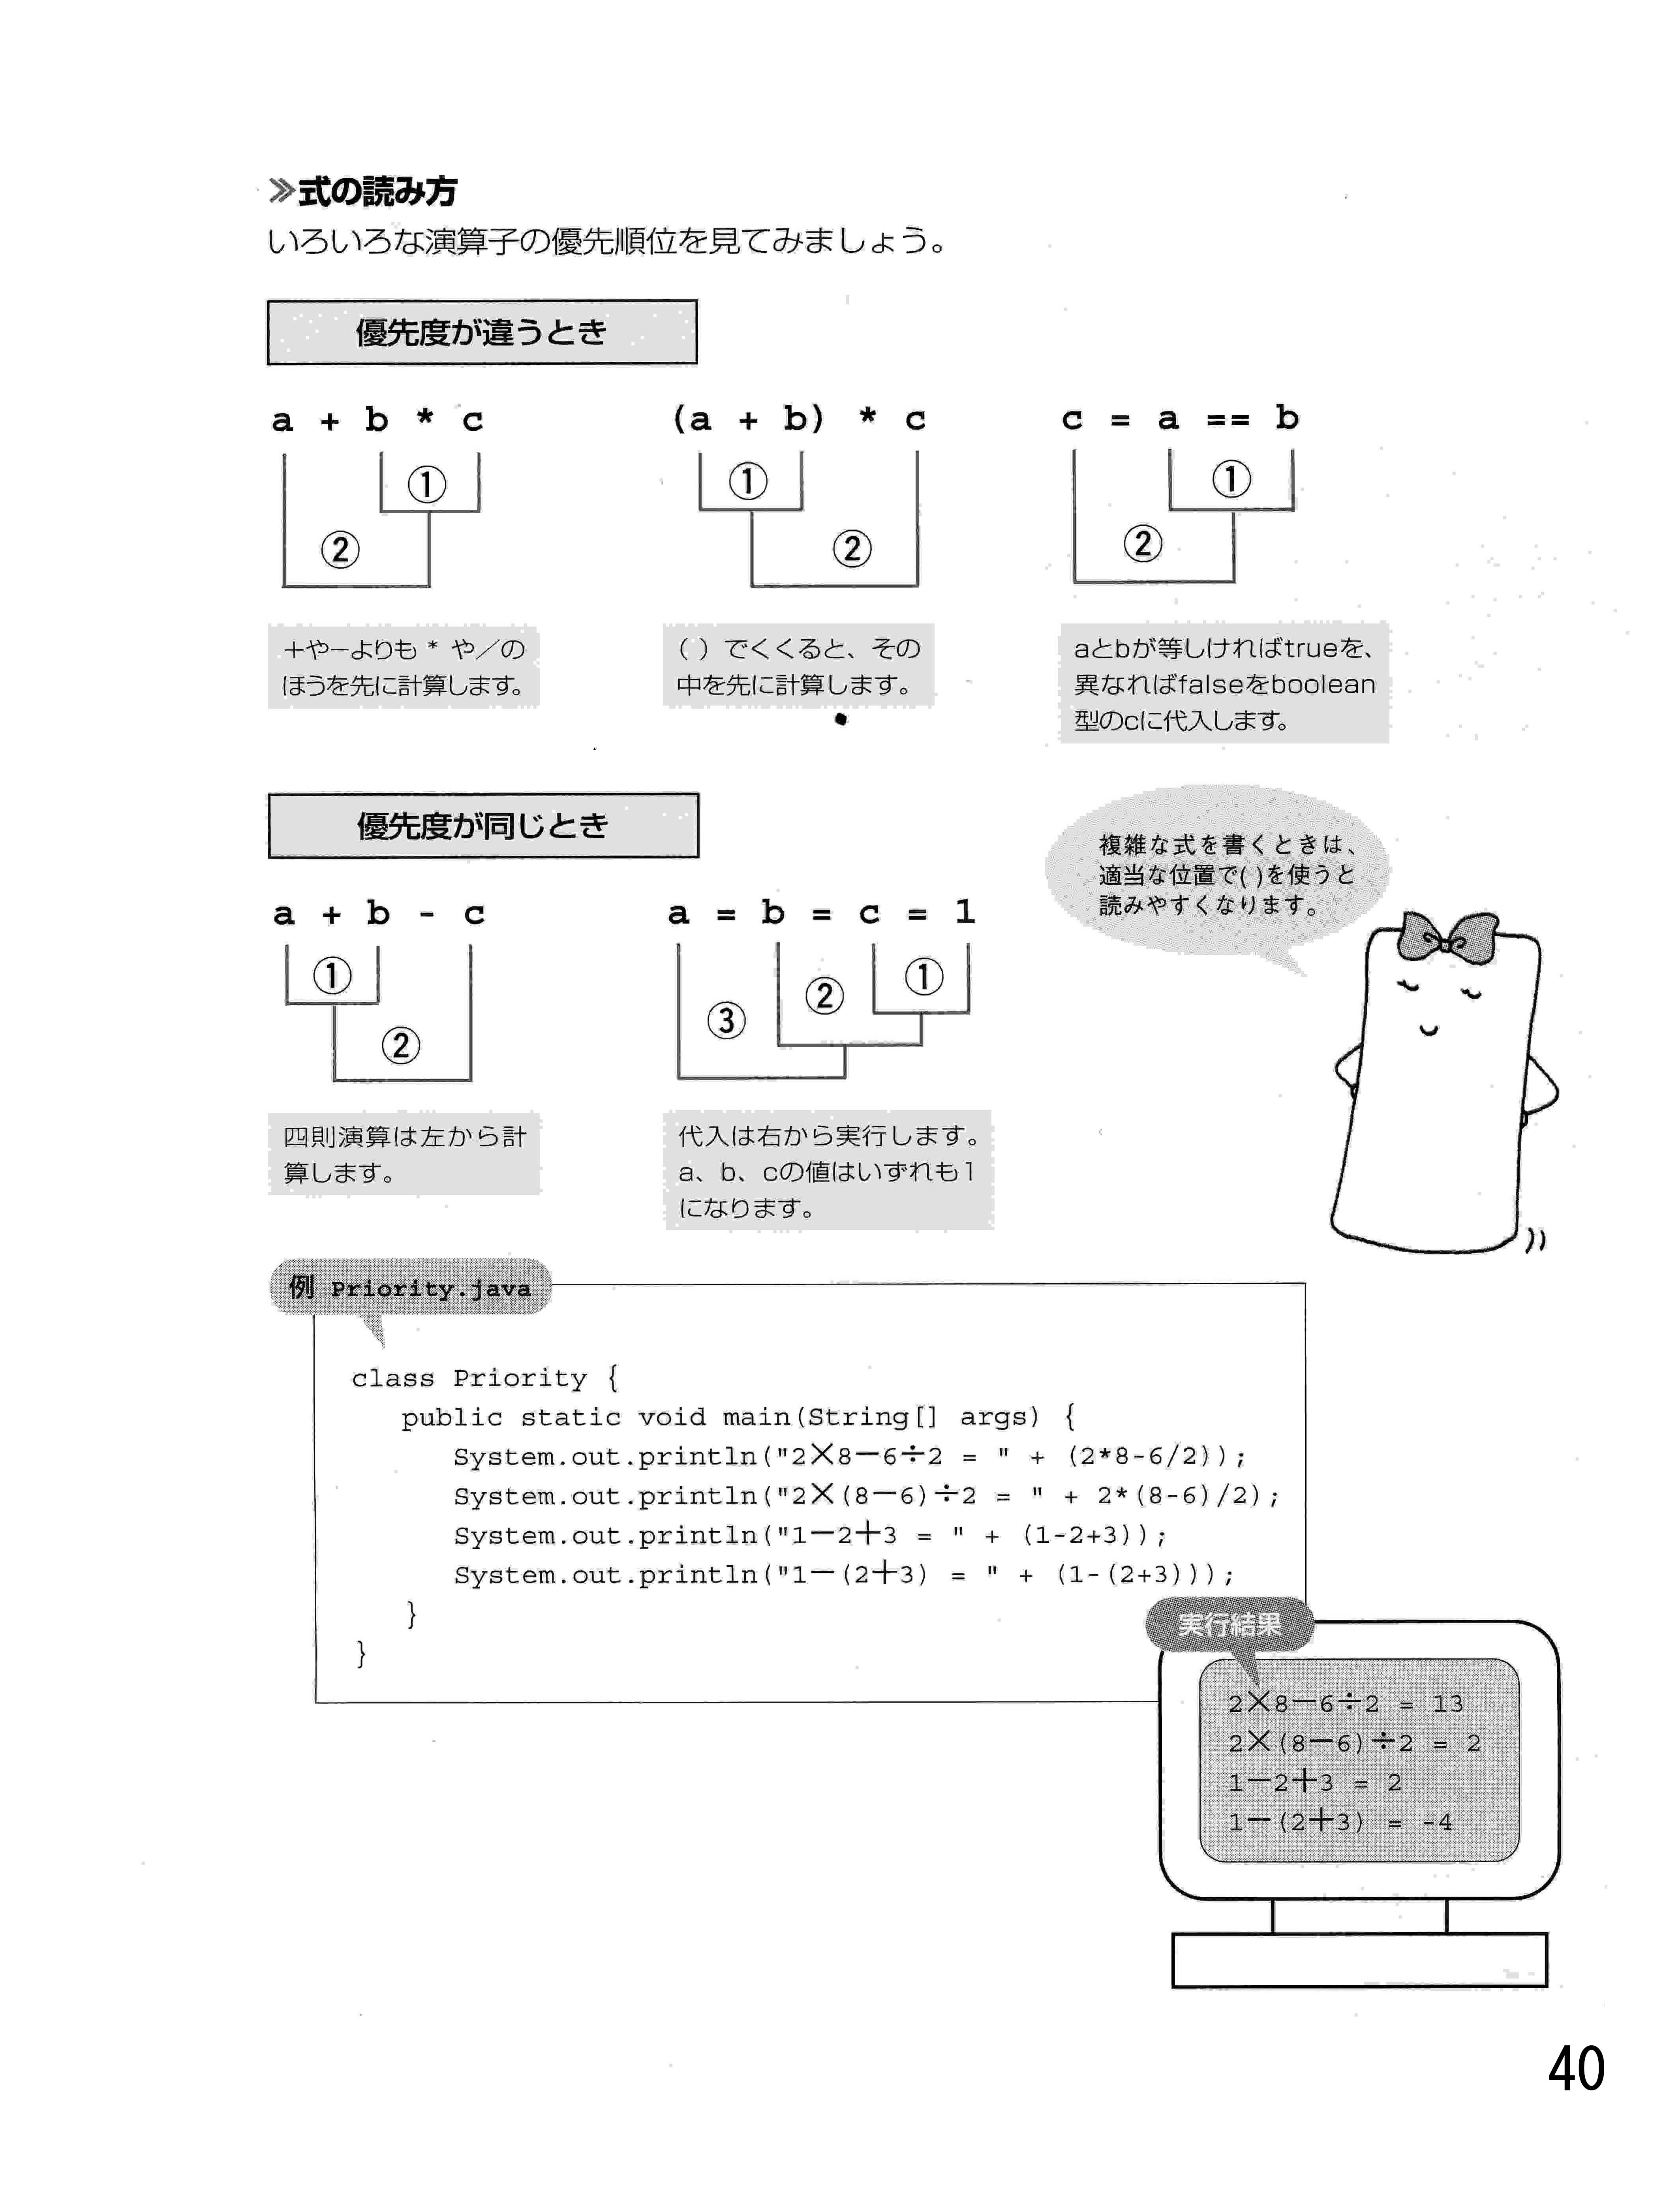 ≫式の読み方
いろいろな演算子の優先順位を見てみましょう。
優先度が違うとき
a + b * c
①
②
+や−よりも * や/の
ほうを先に計算します。
(a + b) * c
①
②
( ) でくくると、その
中を先に計算します。
c = a == b
①
②
aとbが等しければtrueを、
異なればfalseをboolean
型のcに代入します。
優先度が同じとき
a + b - c
①
②
四則演算は左から計
算します。
a = b = c = 1
①
②
③
代入は右から実行します。
a、b、cの値はいずれも1
になります。
複雑な式を書くときは、
適当な位置で( )を使うと
読みやすくなります。
例 Priority.java
class Priority {
public static void main(String[] args) {
System.out.println("2×8−6÷2 = " + (2*8-6/2));
System.out.println("2×(8−6)÷2 = " + 2*(8-6)/2);
System.out.println("1−2+3 = " + (1-2+3));
System.out.println("1−(2+3) = " + (1-(2+3)));
}
}
実行結果
2×8−6÷2 = 13
2×(8−6)÷2 = 2
1−2+3 = 2
1−(2+3) = -4
40